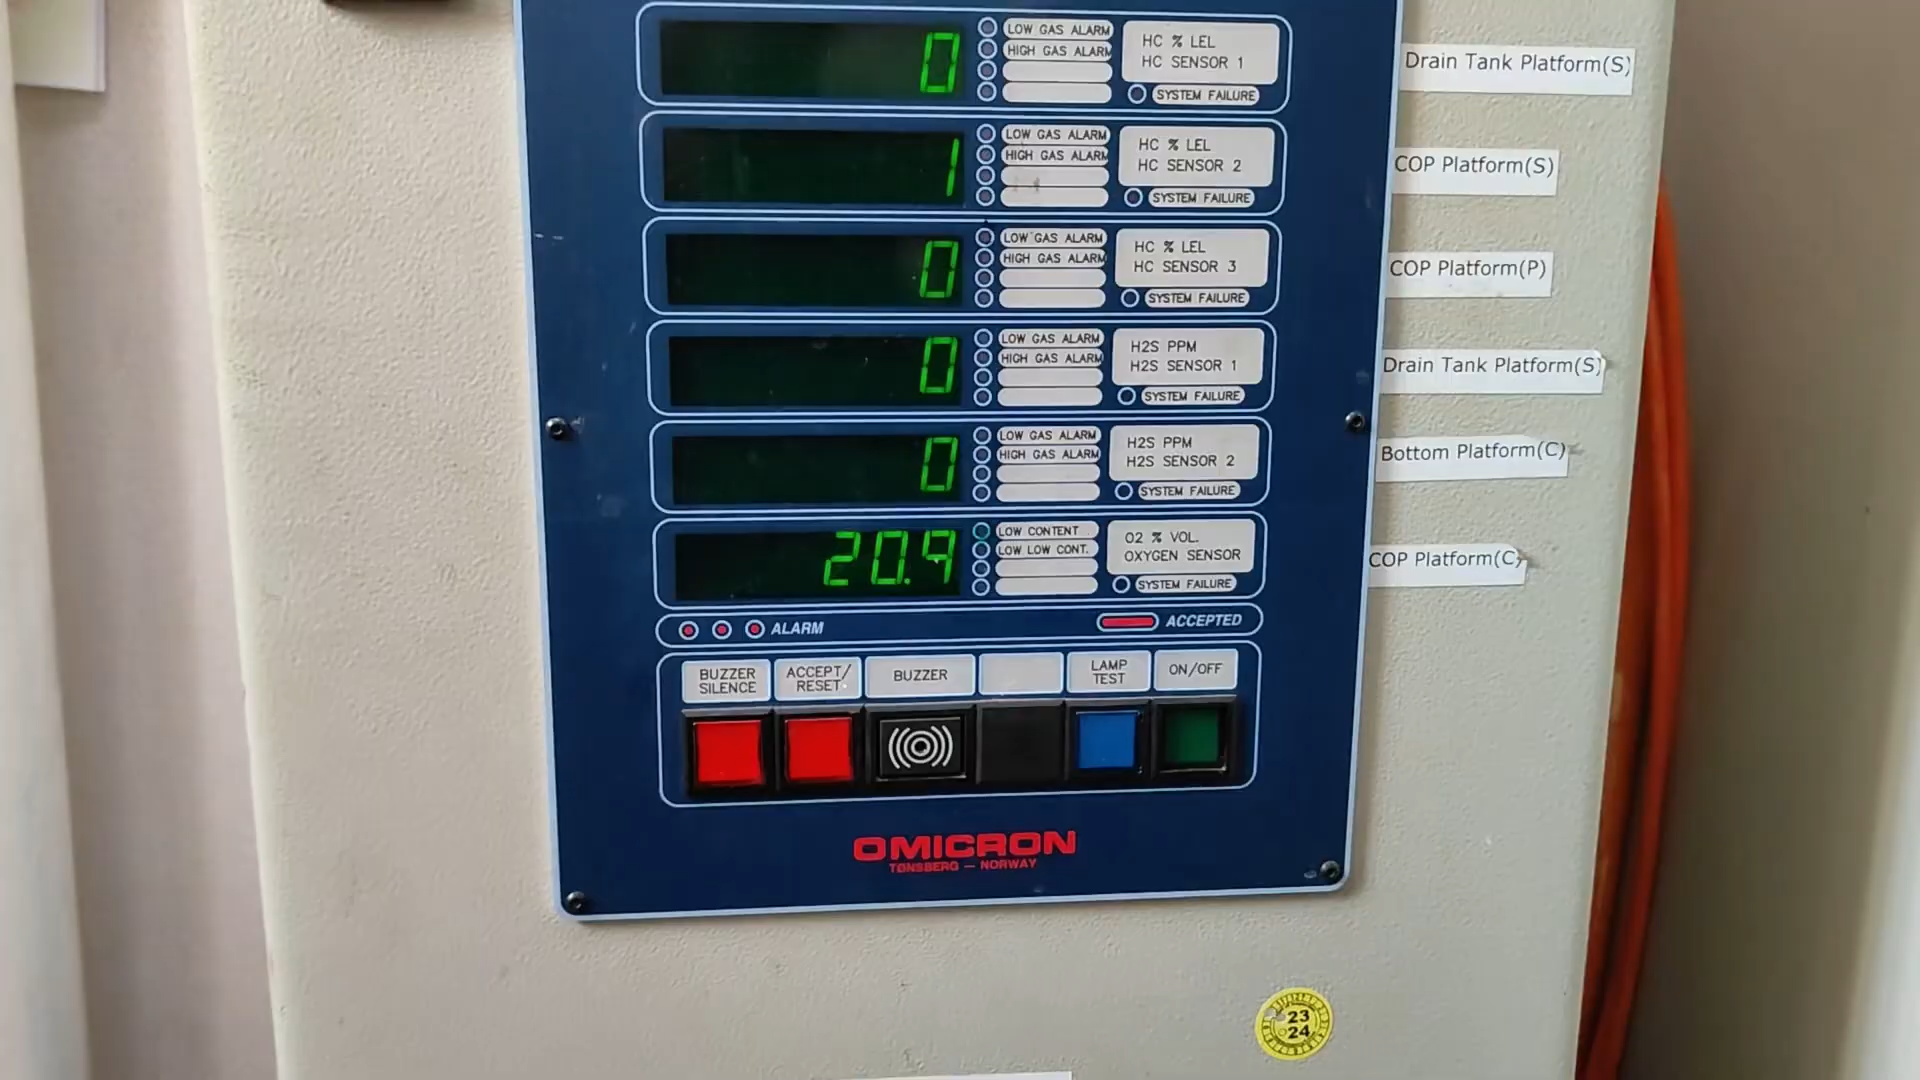 0
LOW GAS ALARM
HIGH GAS ALARM
HC % LEL
HC SENSOR 1
SYSTEM FAILURE
Drain Tank Platform(S)
1
LOW GAS ALARM
HIGH GAS ALARM
HC % LEL
HC SENSOR 2
SYSTEM FAILURE
COP Platform(S)
0
LOW GAS ALARM
HIGH GAS ALARM
HC % LEL
HC SENSOR 3
SYSTEM FAILURE
COP Platform(P)
0
LOW GAS ALARM
HIGH GAS ALARM
H2S PPM
H2S SENSOR 1
SYSTEM FAILURE
Drain Tank Platform(S)
0
LOW GAS ALARM
HIGH GAS ALARM
H2S PPM
H2S SENSOR 2
SYSTEM FAILURE
Bottom Platform(C)
20.9
LOW CONTENT
LOW LOW CONT.
O2 % VOL.
OXYGEN SENSOR
SYSTEM FAILURE
COP Platform(C)
ALARM
ACCEPTED
BUZZER
SILENCE
ACCEPT/
RESET
BUZZER
LAMP
TEST
ON/OFF
OMICRON
TØNSBERG — NORWAY
23
24